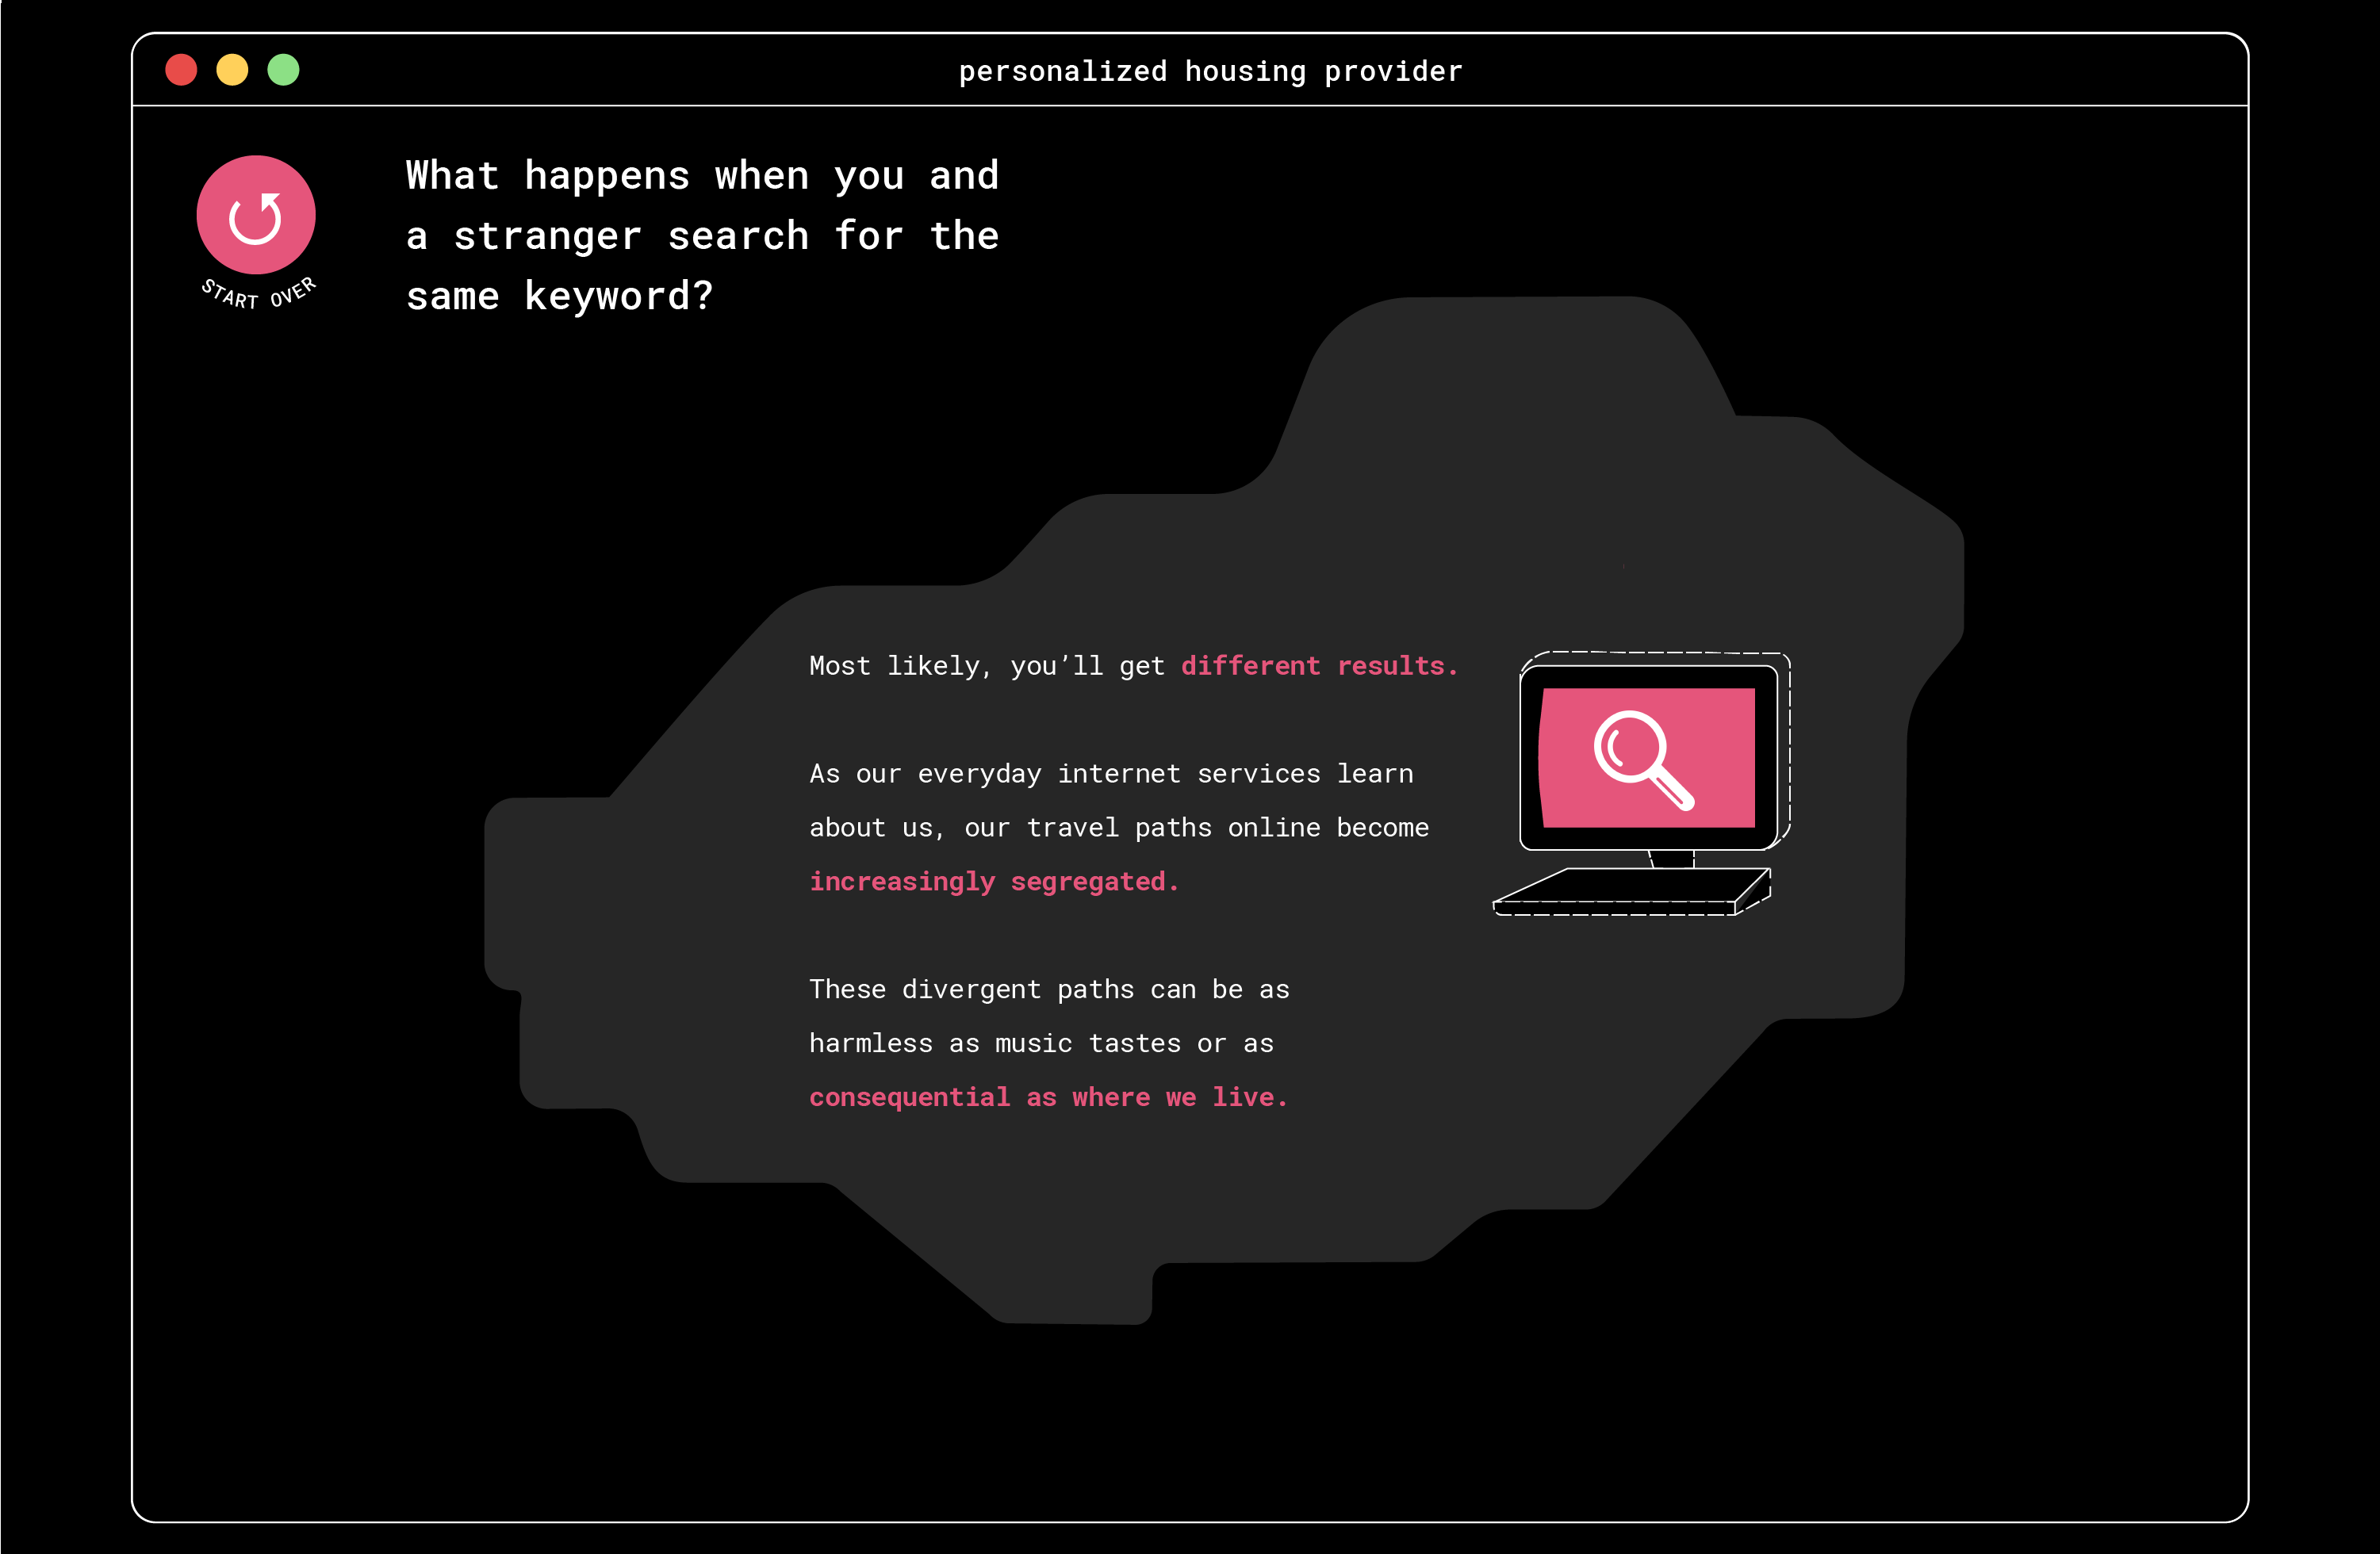 personalized housing provider
START OVER
What happens when you and
a stranger search for the
same keyword?
Most likely, you’ll get different results.
As our everyday internet services learn
about us, our travel paths online become
increasingly segregated.
These divergent paths can be as
harmless as music tastes or as
consequential as where we live.